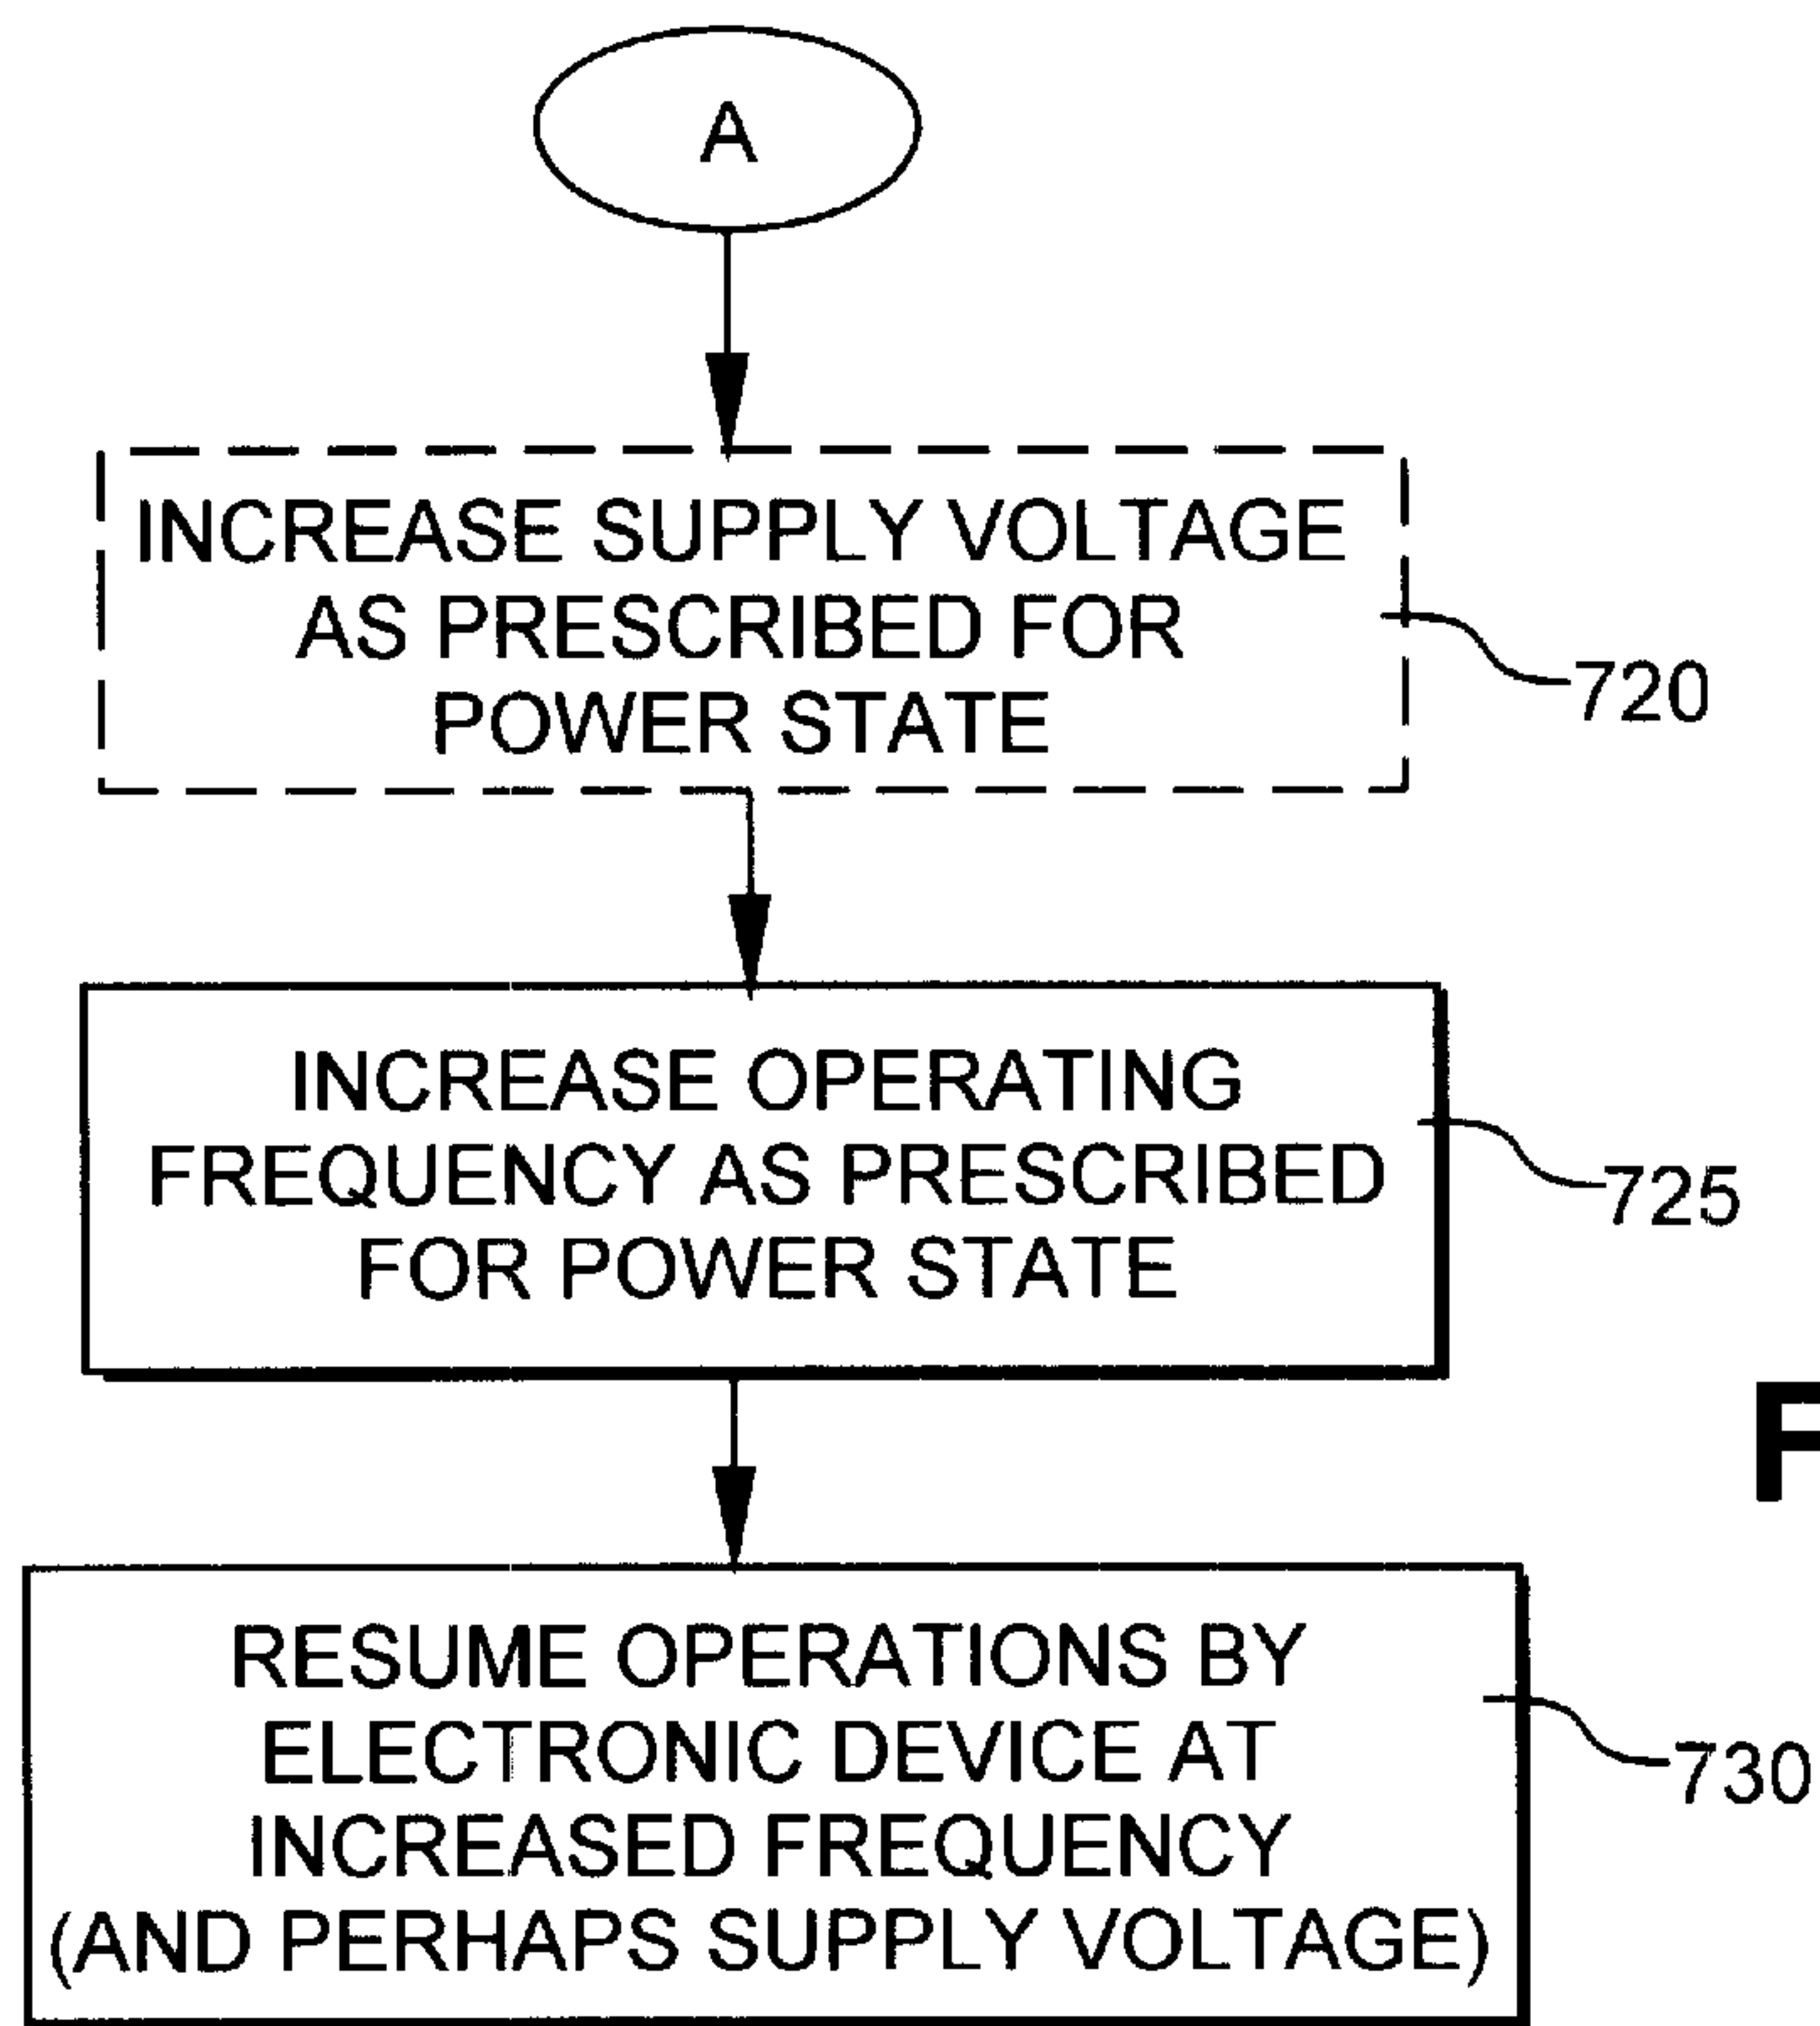 A
INCREASE SUPPLY VOLTAGE
AS PRESCRIBED FOR
POWER STATE
720
INCREASE OPERATING
FREQUENCY AS PRESCRIBED
FOR POWER STATE
725
F
RESUME OPERATIONS BY
ELECTRONIC DEVICE AT
INCREASED FREQUENCY
(AND PERHAPS SUPPLY VOLTAGE)
730